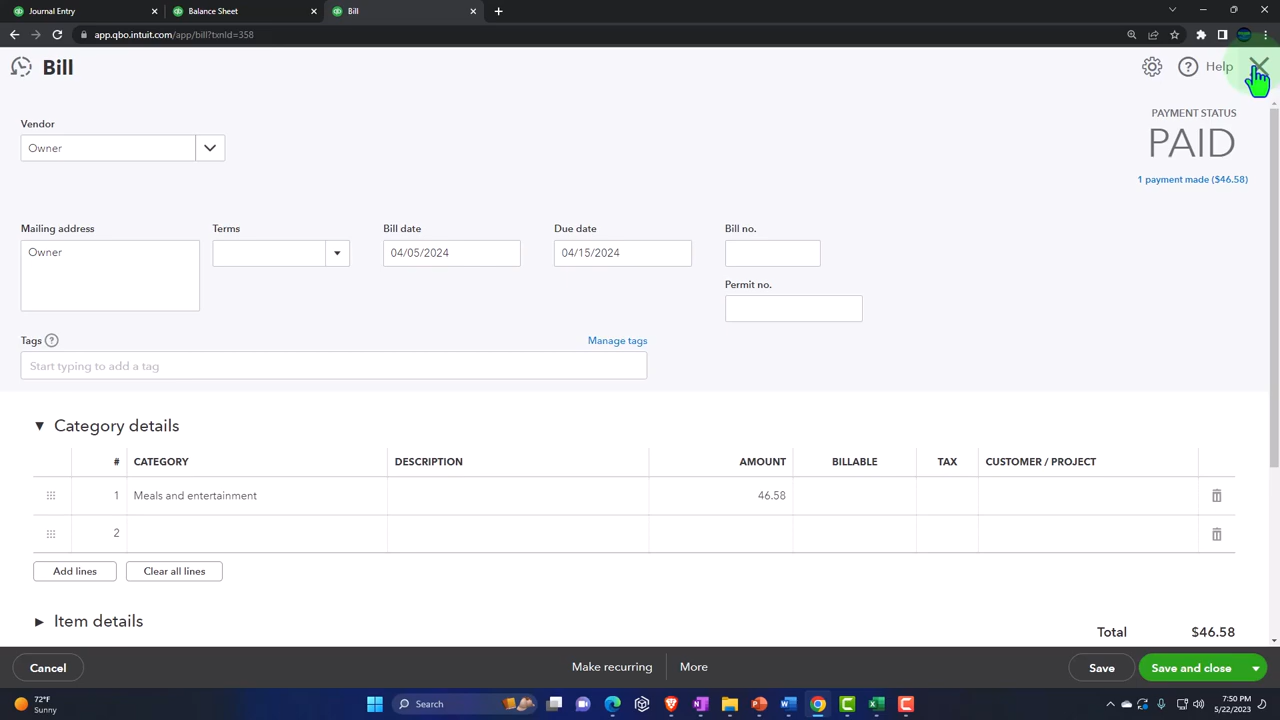 Journal Entry
Balance Sheet
Bill
app.qbo.intuit.com/app/bill?txnId=358
Bill
Help
Vendor
PAYMENT STATUS
Owner
PAID
1 payment made ($46.58)
Mailing address Terms Bill date Due date Bill no.
Owner 04/05/2024 04/15/2024
Permit no.
Tags ? Manage tags
Start typing to add a tag
Category details
# CATEGORY DESCRIPTION AMOUNT BILLABLE TAX CUSTOMER / PROJECT
1 Meals and entertainment 46.58
2
Add lines Clear all lines
Item details
Total $46.58
Cancel Make recurring More Save Save and close
72°F
Sunny
Search
7:50 PM
5/22/2023